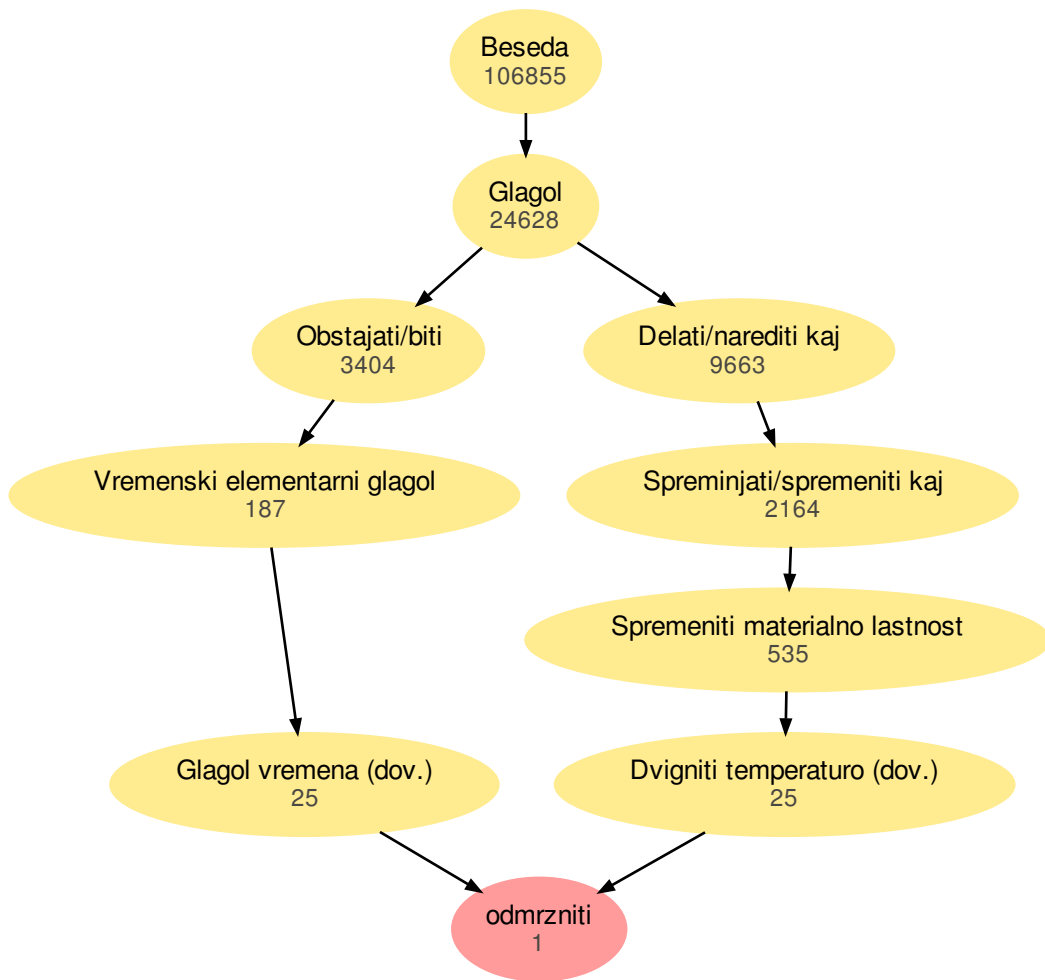 Beseda
106855
Glagol
24628
Obstajati/biti
3404
Delati/narediti kaj
9663
Vremenski elementarni glagol
187
Spreminjati/spremeniti kaj
2164
Spremeniti materialno lastnost
535
Glagol vremena (dov.)
25
Dvigniti temperaturo (dov.)
25
odmrzniti
1